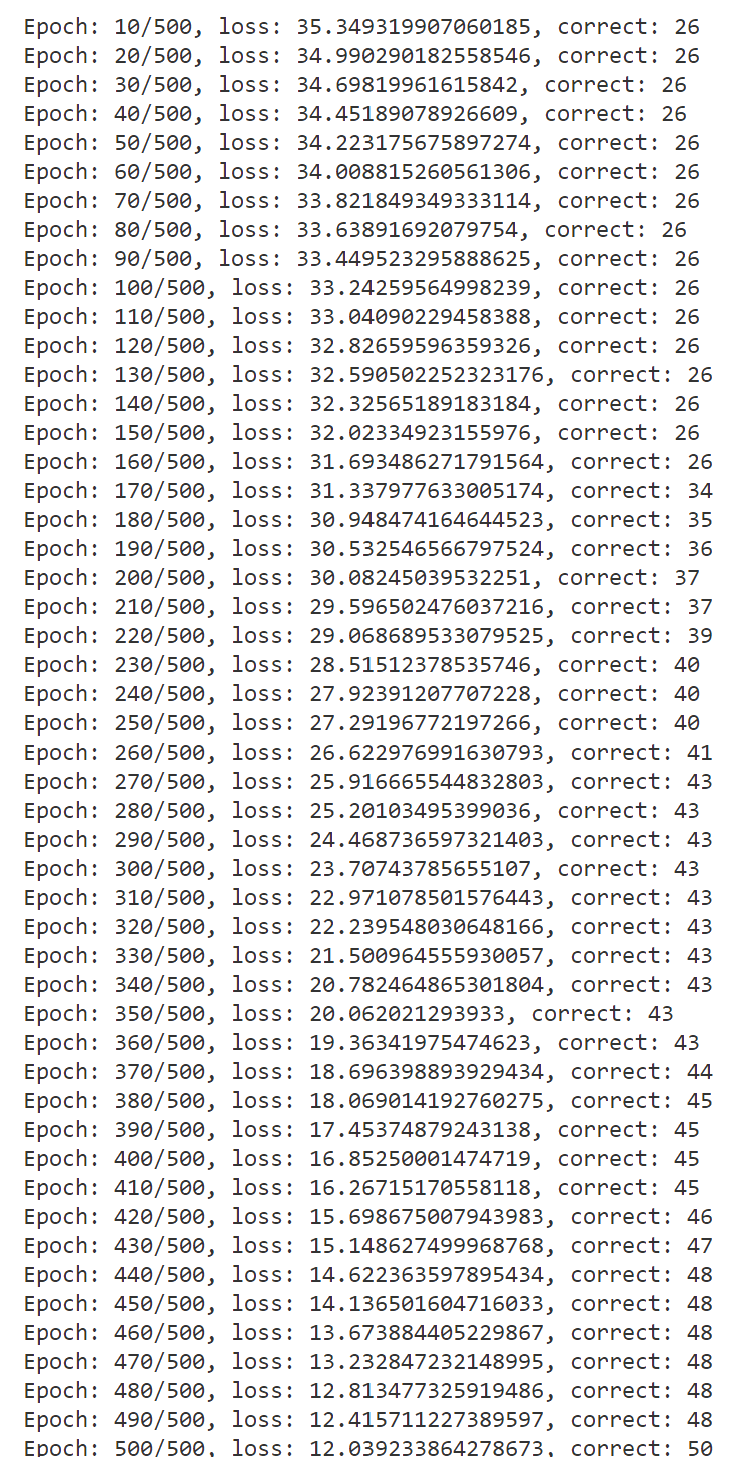 Epoch: 10/500, loss: 35.349319907060185, correct: 26
Epoch: 20/500, loss: 34.990290182558546, correct: 26
Epoch: 30/500, loss: 34.69819961615842, correct: 26
Epoch: 40/500, loss: 34.45189078926609, correct: 26
Epoch: 50/500, loss: 34.223175675897274, correct: 26
Epoch: 60/500, loss: 34.008815260561306, correct: 26
Epoch: 70/500, loss: 33.821849349333114, correct: 26
Epoch: 80/500, loss: 33.63891692079754, correct: 26
Epoch: 90/500, loss: 33.449523295888625, correct: 26
Epoch: 100/500, loss: 33.24259564998239, correct: 26
Epoch: 110/500, loss: 33.04090229458388, correct: 26
Epoch: 120/500, loss: 32.82659596359326, correct: 26
Epoch: 130/500, loss: 32.590502252323176, correct: 26
Epoch: 140/500, loss: 32.32565189183184, correct: 26
Epoch: 150/500, loss: 32.02334923155976, correct: 26
Epoch: 160/500, loss: 31.693486271791564, correct: 26
Epoch: 170/500, loss: 31.337977633005174, correct: 34
Epoch: 180/500, loss: 30.948474164644523, correct: 35
Epoch: 190/500, loss: 30.532546566797524, correct: 36
Epoch: 200/500, loss: 30.08245039532251, correct: 37
Epoch: 210/500, loss: 29.596502476037216, correct: 37
Epoch: 220/500, loss: 29.068689533079525, correct: 39
Epoch: 230/500, loss: 28.51512378535746, correct: 40
Epoch: 240/500, loss: 27.92391207707228, correct: 40
Epoch: 250/500, loss: 27.29196772197266, correct: 40
Epoch: 260/500, loss: 26.622976991630793, correct: 41
Epoch: 270/500, loss: 25.916665544832803, correct: 43
Epoch: 280/500, loss: 25.20103495399036, correct: 43
Epoch: 290/500, loss: 24.468736597321403, correct: 43
Epoch: 300/500, loss: 23.70743785655107, correct: 43
Epoch: 310/500, loss: 22.971078501576443, correct: 43
Epoch: 320/500, loss: 22.239548030648166, correct: 43
Epoch: 330/500, loss: 21.500964555930057, correct: 43
Epoch: 340/500, loss: 20.782464865301804, correct: 43
Epoch: 350/500, loss: 20.062021293933, correct: 43
Epoch: 360/500, loss: 19.36341975474623, correct: 43
Epoch: 370/500, loss: 18.696398893929434, correct: 44
Epoch: 380/500, loss: 18.069014192760275, correct: 45
Epoch: 390/500, loss: 17.45374879243138, correct: 45
Epoch: 400/500, loss: 16.85250001474719, correct: 45
Epoch: 410/500, loss: 16.26715170558118, correct: 45
Epoch: 420/500, loss: 15.698675007943983, correct: 46
Epoch: 430/500, loss: 15.148627499968768, correct: 47
Epoch: 440/500, loss: 14.622363597895434, correct: 48
Epoch: 450/500, loss: 14.136501604716033, correct: 48
Epoch: 460/500, loss: 13.673884405229867, correct: 48
Epoch: 470/500, loss: 13.232847232148995, correct: 48
Epoch: 480/500, loss: 12.813477325919486, correct: 48
Epoch: 490/500, loss: 12.415711227389597, correct: 48
Epoch: 500/500, loss: 12.039233864278673, correct: 50